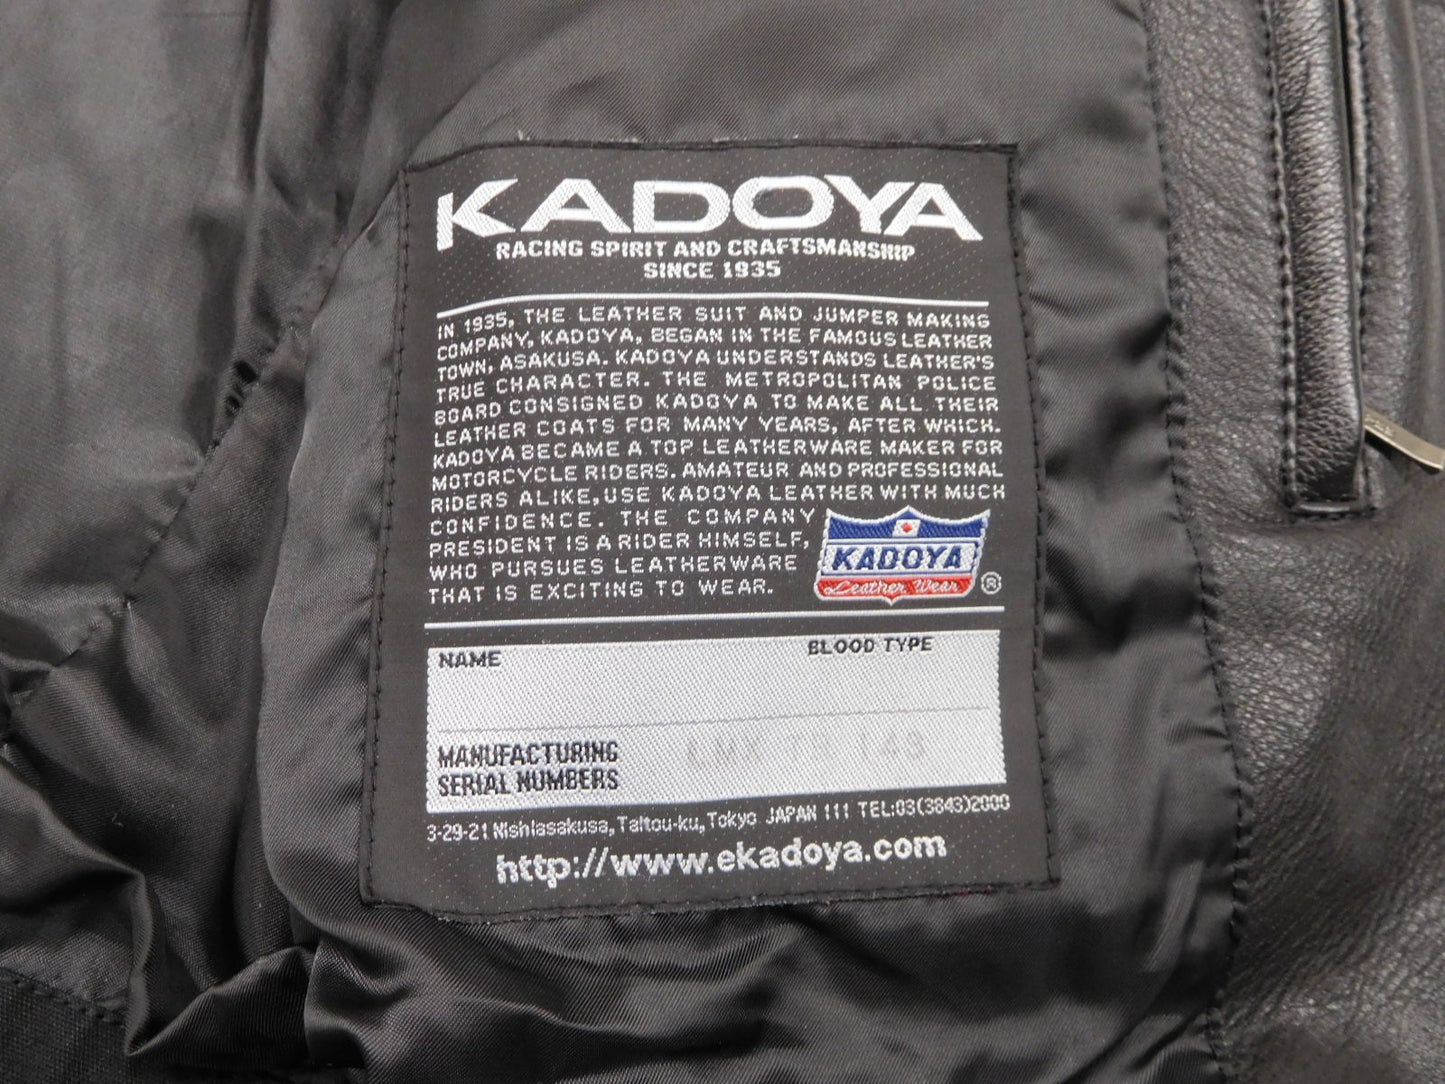 KADOYA
RACING SPIRIT AND CRAFTSMANSHIP
SINCE 1935
IN 1935, THE LEATHER SUIT AND JUMPER MAKING
COMPANY, KADOYA, BEGAN IN THE FAMOUS LEATHER
TOWN, ASAKUSA. KADOYA UNDERSTANDS LEATHER'S
TRUE CHARACTER. THE METROPOLITAN POLICE
BOARD CONSIGNED KADOYA TO MAKE ALL THEIR
LEATHER COATS FOR MANY YEARS, AFTER WHICH.
KADOYA BECAME A TOP LEATHERWARE MAKER FOR
MOTORCYCLE RIDERS. AMATEUR AND PROFESSIONAL
RIDERS ALIKE, USE KADOYA LEATHER WITH MUCH
CONFIDENCE. THE COMPANY
PRESIDENT IS A RIDER HIMSELF,
WHO PURSUES LEATHERWARE
THAT IS EXCITING TO WEAR.
KADOYA
Leather Wear ®
NAME BLOOD TYPE
MANUFACTURING
SERIAL NUMBERS
3-29-21 Nishiasakusa, Taitou-ku, Tokyo JAPAN 111 TEL:03(3843)2000
http://www.ekadoya.com